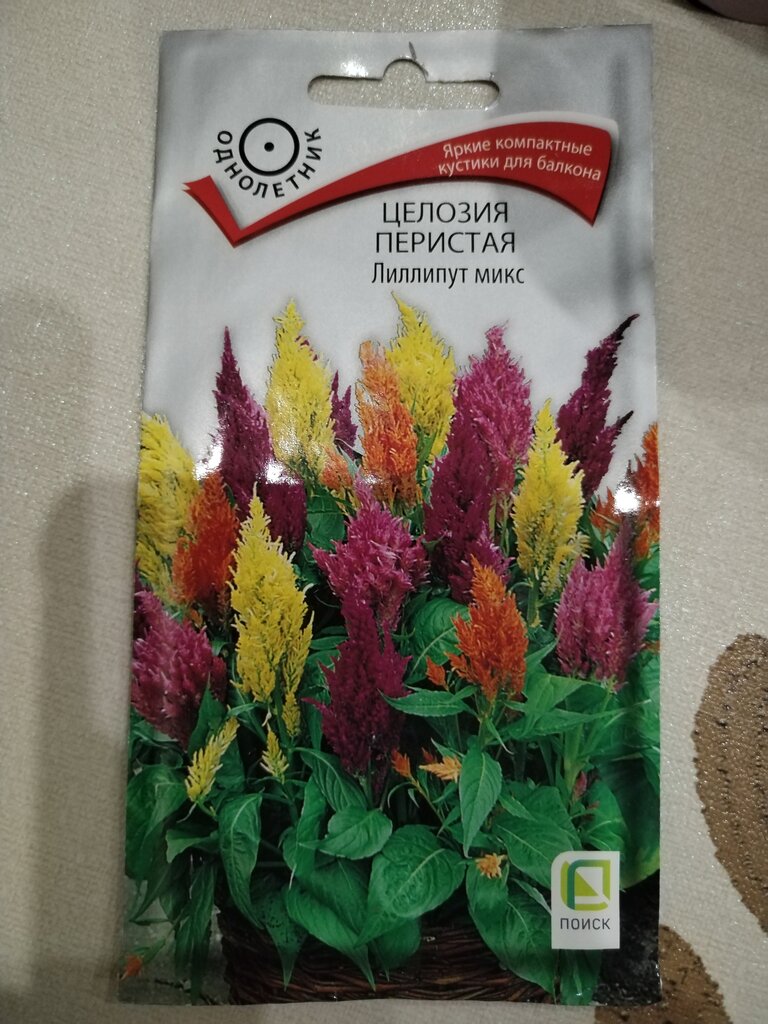 ОДНОЛЕТНИК
Яркие компактные
кустики для балкона
ЦЕЛОЗИЯ
ПЕРИСТАЯ
Лиллипут микс
ПОИСК